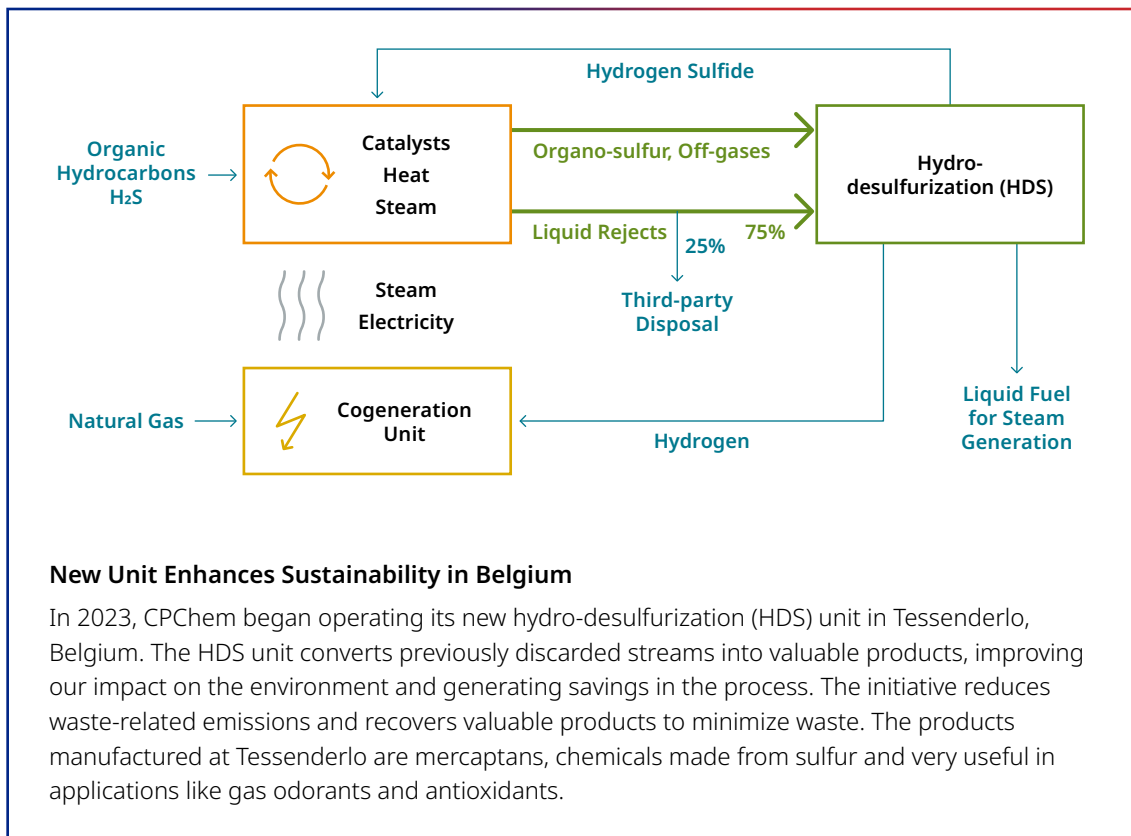 Hydrogen Sulfide
Organic
Hydrocarbons
H₂S
Catalysts
Heat
Steam
Organo-sulfur, Off-gases
Liquid Rejects
75%
25%
Hydro-
desulfurization (HDS)
Third-party
Disposal
Steam
Electricity
Natural Gas
Cogeneration
Unit
Hydrogen
Liquid Fuel
for Steam
Generation
New Unit Enhances Sustainability in Belgium
In 2023, CPChem began operating its new hydro-desulfurization (HDS) unit in Tessenderlo,
Belgium. The HDS unit converts previously discarded streams into valuable products, improving
our impact on the environment and generating savings in the process. The initiative reduces
waste-related emissions and recovers valuable products to minimize waste. The products
manufactured at Tessenderlo are mercaptans, chemicals made from sulfur and very useful in
applications like gas odorants and antioxidants.